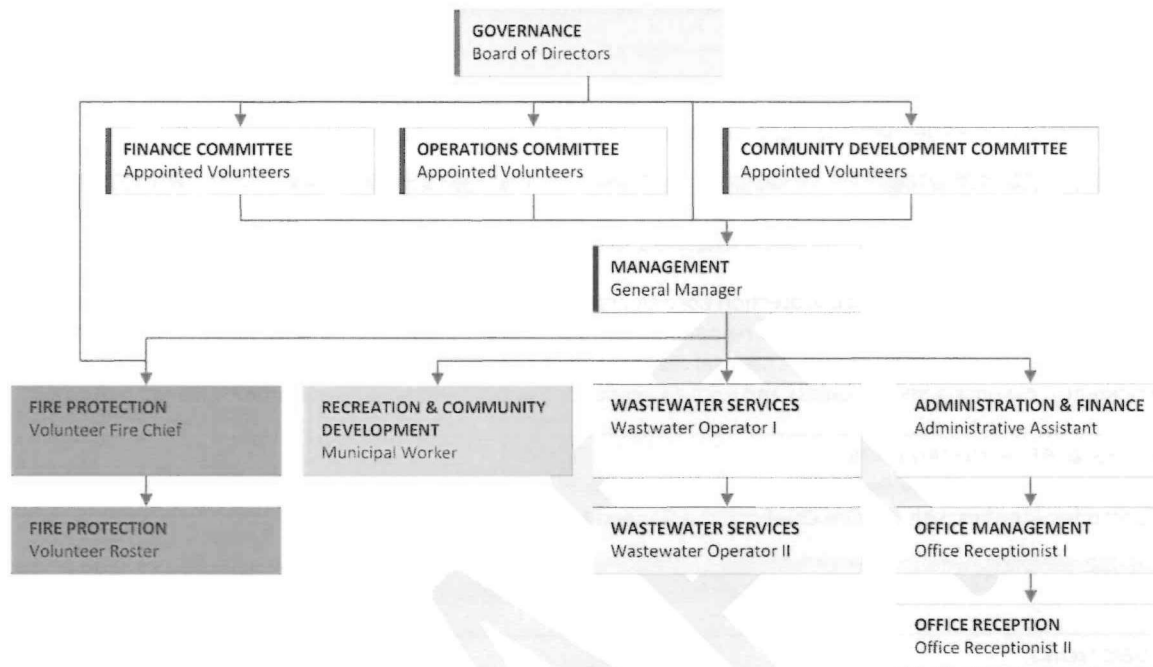 GOVERNANCE
Board of Directors
FINANCE COMMITTEE
Appointed Volunteers
OPERATIONS COMMITTEE
Appointed Volunteers
COMMUNITY DEVELOPMENT COMMITTEE
Appointed Volunteers
MANAGEMENT
General Manager
FIRE PROTECTION
Volunteer Fire Chief
RECREATION & COMMUNITY
DEVELOPMENT
Municipal Worker
WASTEWATER SERVICES
Wastwater Operator I
ADMINISTRATION & FINANCE
Administrative Assistant
FIRE PROTECTION
Volunteer Roster
WASTEWATER SERVICES
Wastewater Operator II
OFFICE MANAGEMENT
Office Receptionist I
OFFICE RECEPTION
Office Receptionist II